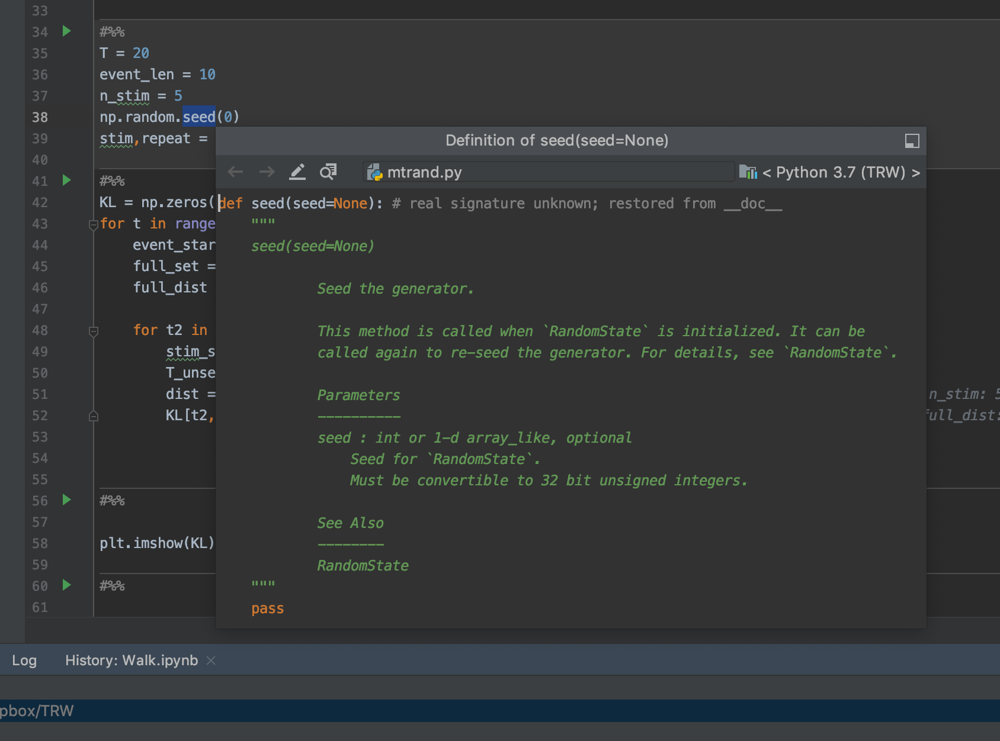 33
34 #%%
35 T = 20
36 event_len = 10
37 n_stim = 5
38 np.random.seed(0)
39 stim,repeat =
40
41 #%%
42 KL = np.zeros(
43 for t in range
44 event_star
45 full_set =
46 full_dist
47
48 for t2 in
49 stim_s
50 T_unse
51 dist =
52 KL[t2,
53
54
55
56 #%%
57
58 plt.imshow(KL)
59
60 #%%
61
Definition of seed(seed=None)
mtrand.py < Python 3.7 (TRW) >
def seed(seed=None): # real signature unknown; restored from __doc__
"""
seed(seed=None)
Seed the generator.
This method is called when `RandomState` is initialized. It can be
called again to re-seed the generator. For details, see `RandomState`.
Parameters
----------
seed : int or 1-d array_like, optional
Seed for `RandomState`.
Must be convertible to 32 bit unsigned integers.
See Also
--------
RandomState
"""
pass
n_stim: 5
full_dist:
Log History: Walk.ipynb ×
pbox/TRW